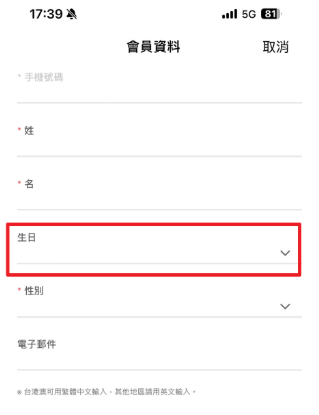 17:39 5G 81
會員資料 取消
* 手機號碼
* 姓
* 名
生日
* 性別
電子郵件
※ 台港澳可用繁體中文輸入、其他地區請用英文輸入。